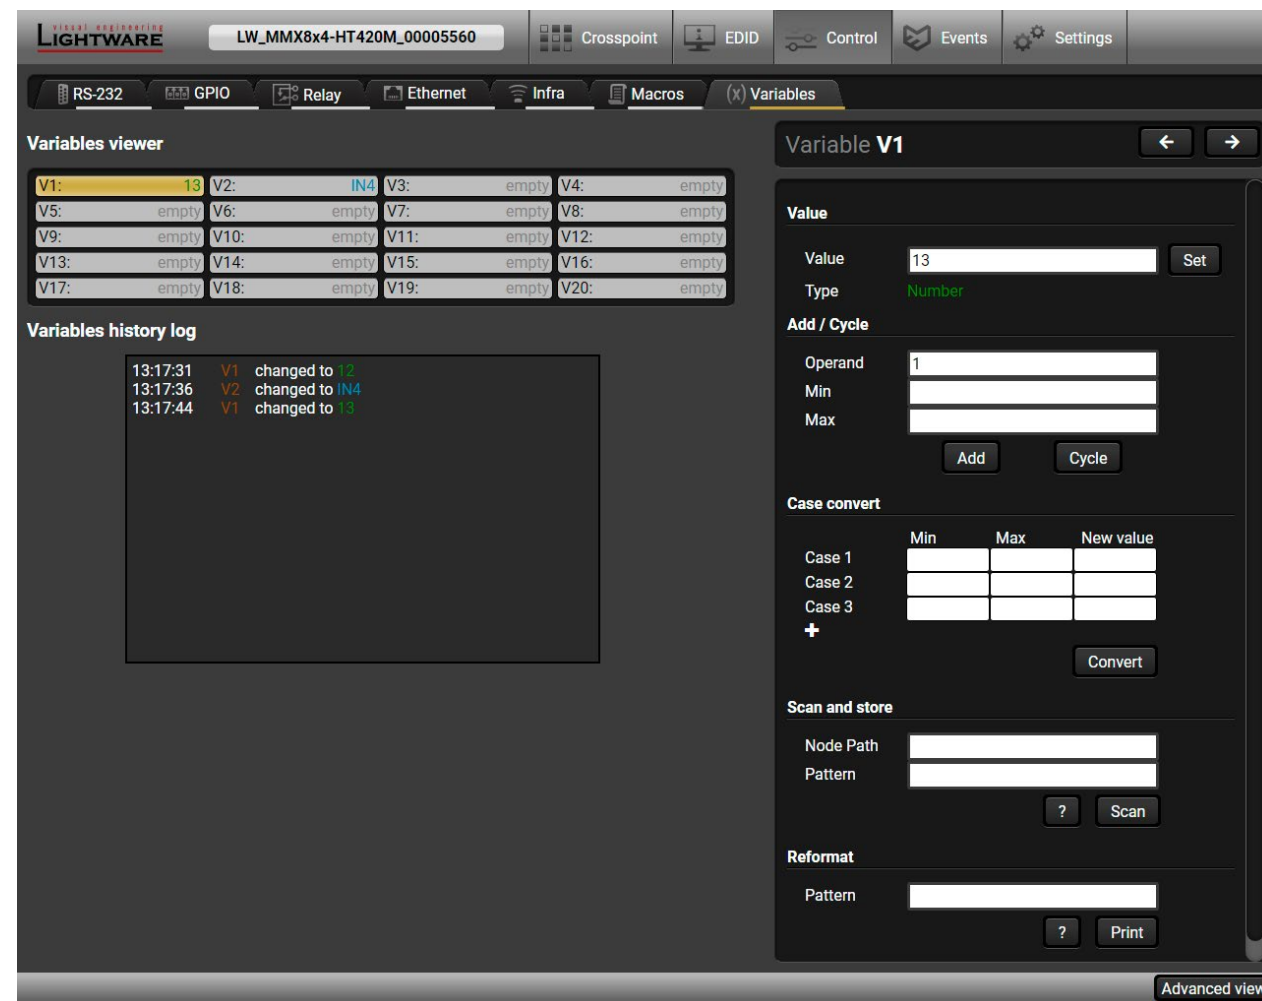 visual engineering
LIGHTWARE
LW_MMX8x4-HT420M_00005560
Crosspoint
EDID
Control
Events
Settings
RS-232
GPIO
Relay
Ethernet
Infra
Macros
(x) Variables
Variables viewer
V1: 13 V2: IN4 V3: empty V4: empty
V5: empty V6: empty V7: empty V8: empty
V9: empty V10: empty V11: empty V12: empty
V13: empty V14: empty V15: empty V16: empty
V17: empty V18: empty V19: empty V20: empty
Variables history log
13:17:31 V1 changed to 12
13:17:36 V2 changed to IN4
13:17:44 V1 changed to 13
Variable V1
Value
Value 13 Set
Type Number
Add / Cycle
Operand 1
Min
Max
Add Cycle
Case convert
Min Max New value
Case 1
Case 2
Case 3
Convert
Scan and store
Node Path
Pattern
? Scan
Reformat
Pattern
? Print
Advanced view